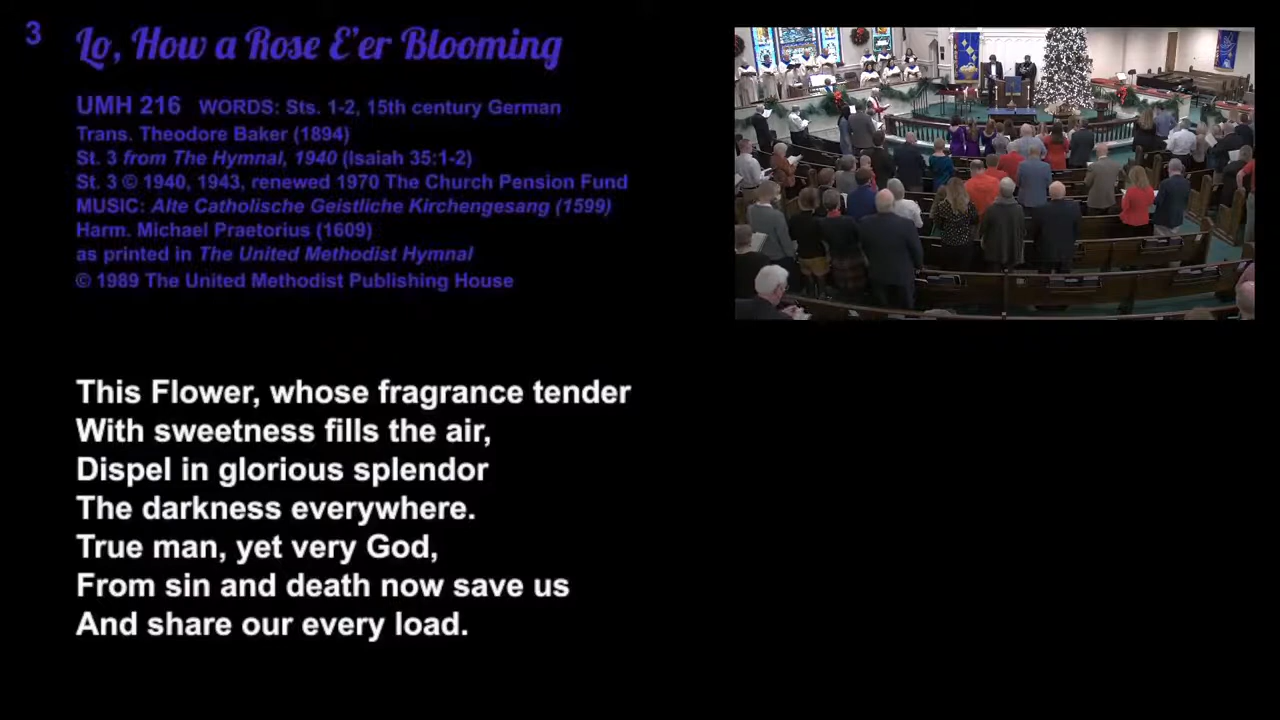 3
Lo, How a Rose E'er Blooming
UMH 216 WORDS: Sts. 1-2, 15th century German
Trans. Theodore Baker (1894)
St. 3 from The Hymnal, 1940 (Isaiah 35:1-2)
St. 3 © 1940, 1943, renewed 1970 The Church Pension Fund
MUSIC: Alte Catholische Geistliche Kirchengesang (1599)
Harm. Michael Praetorius (1609)
as printed in The United Methodist Hymnal
© 1989 The United Methodist Publishing House
This Flower, whose fragrance tender
With sweetness fills the air,
Dispel in glorious splendor
The darkness everywhere.
True man, yet very God,
From sin and death now save us
And share our every load.